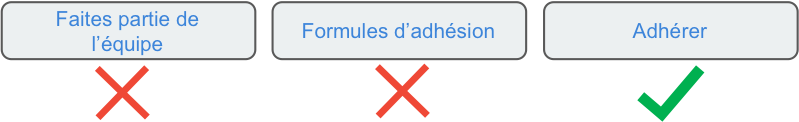 Faites partie de
l’équipe
Formules d’adhésion
Adhérer